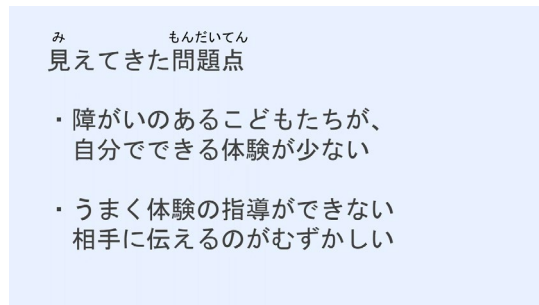 み　もんだいてん
見えてきた問題点
・障がいのあるこどもたちが、
自分でできる体験が少ない
・うまく体験の指導ができない
相手に伝えるのがむずかしい